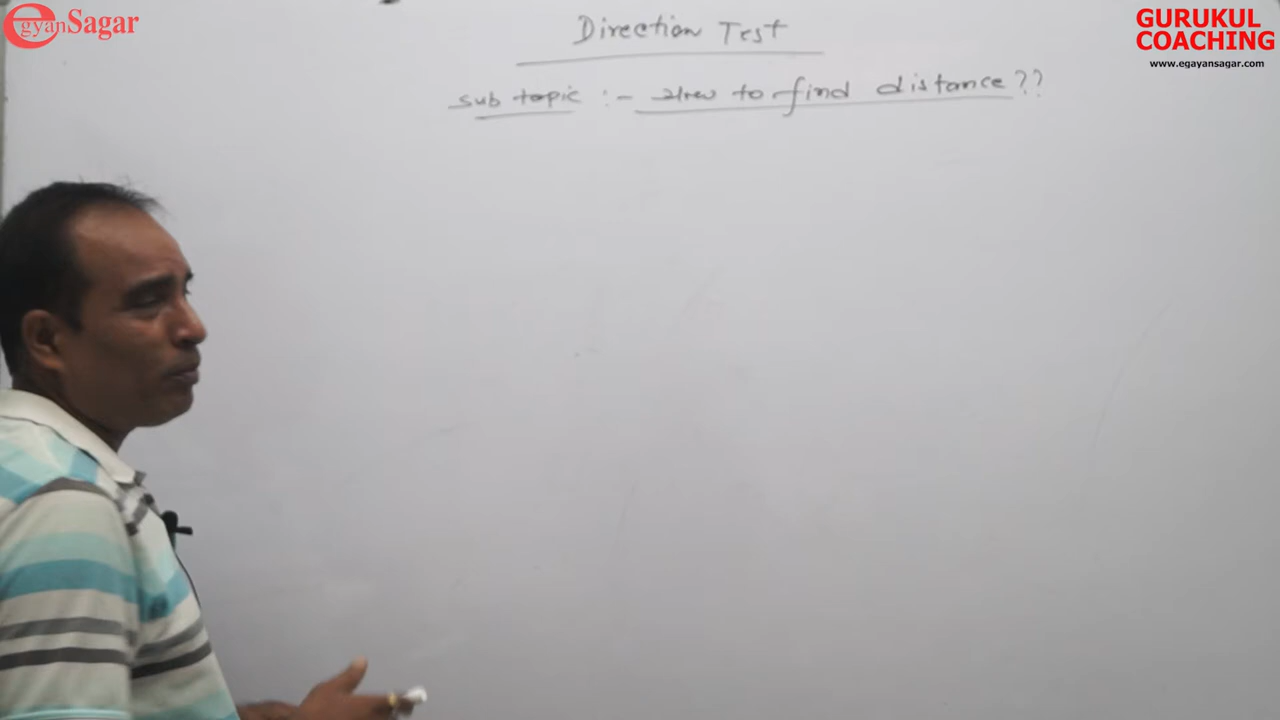 egyanSagar
GURUKUL
COACHING
www.egayansagar.com
Direction Test
sub topic :- How to find distance ??